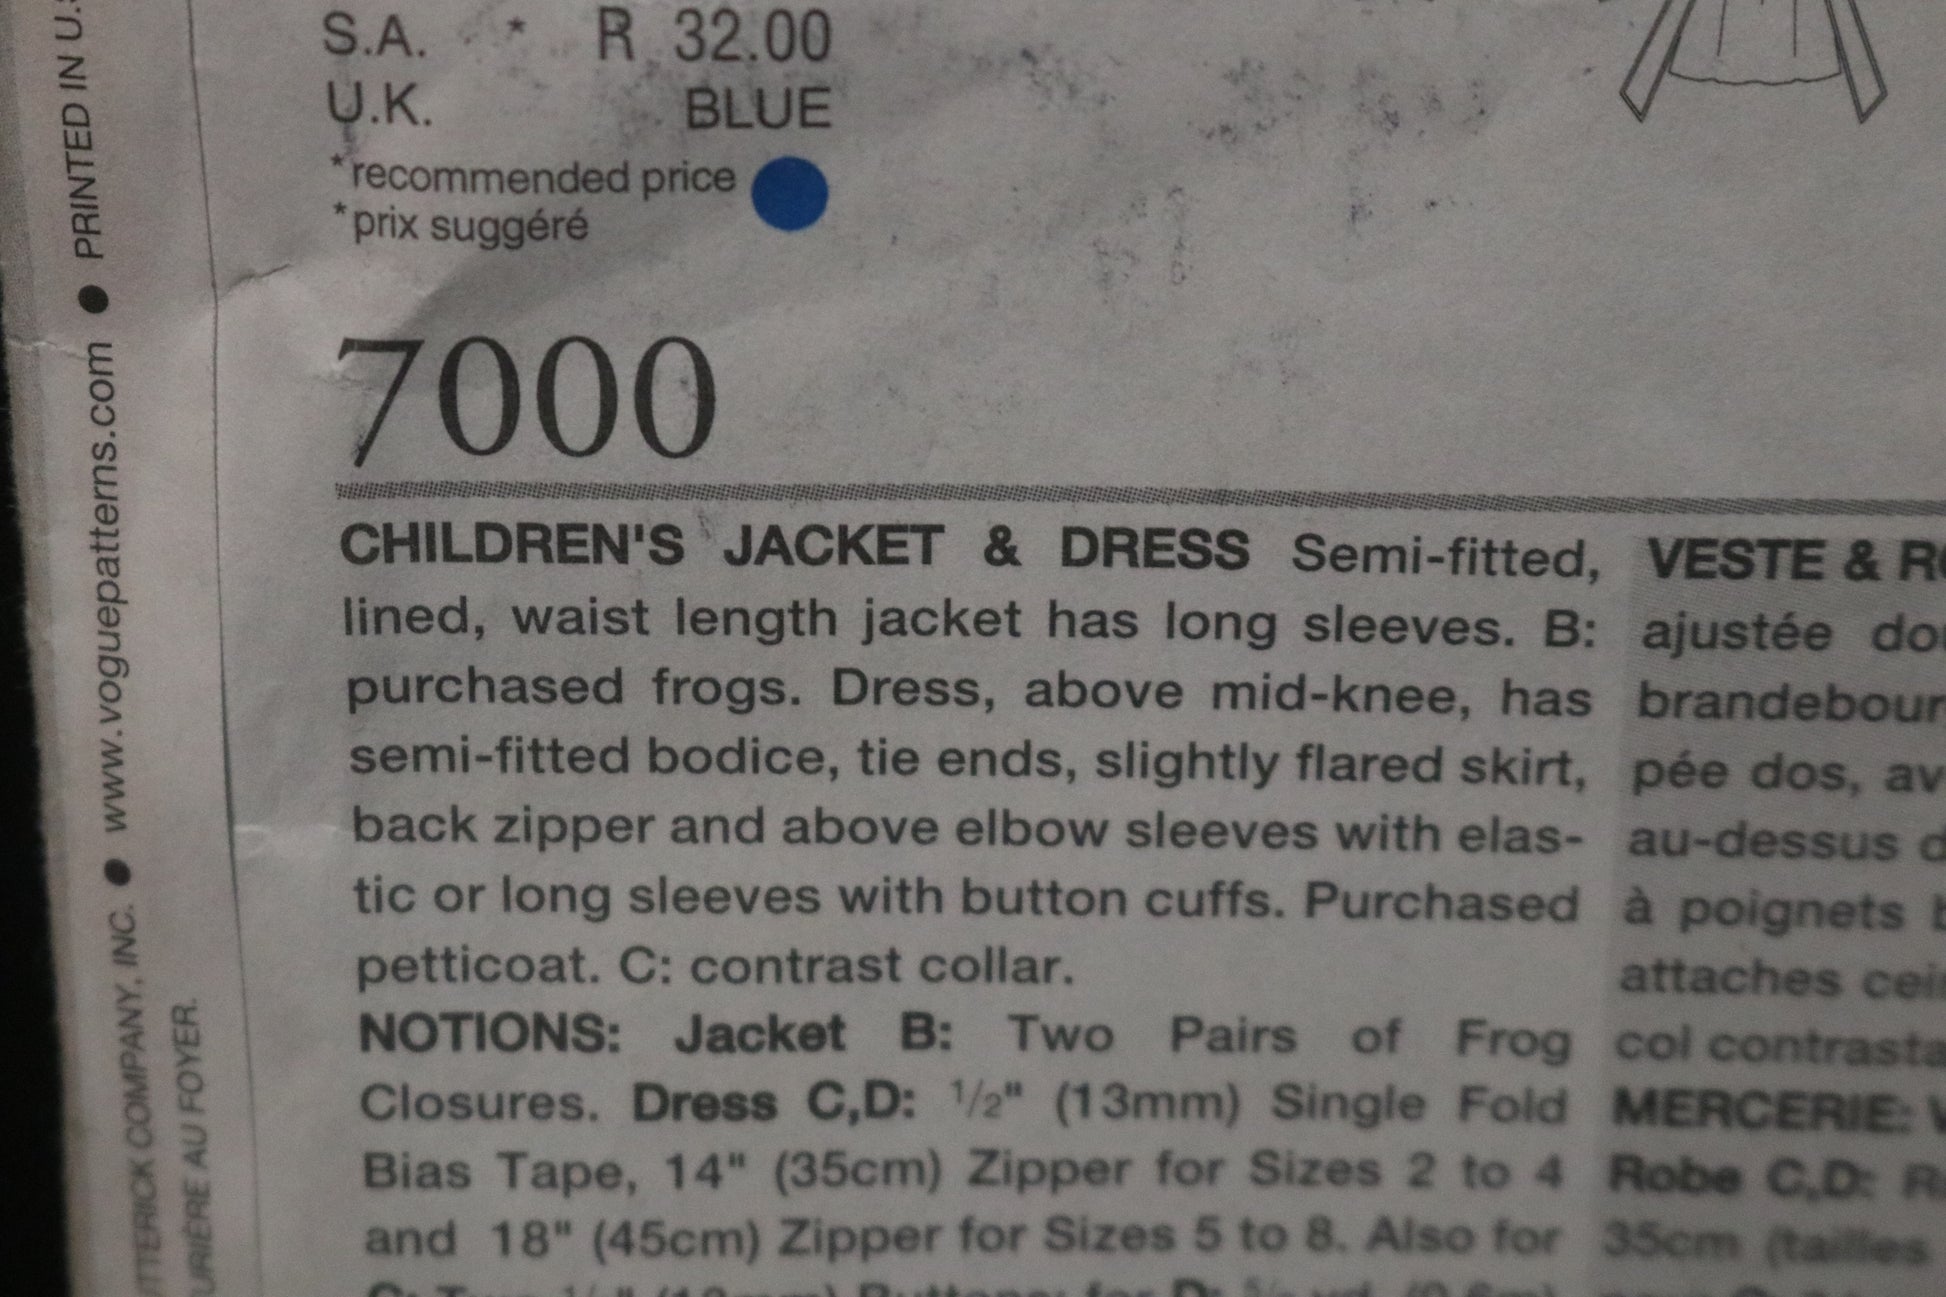 S.A. * R 32.00
U.K. BLUE
*recommended price
*prix suggéré
7000
CHILDREN'S JACKET & DRESS Semi-fitted,
lined, waist length jacket has long sleeves. B:
purchased frogs. Dress, above mid-knee, has
semi-fitted bodice, tie ends, slightly flared skirt,
back zipper and above elbow sleeves with elas-
tic or long sleeves with button cuffs. Purchased
petticoat. C: contrast collar.
NOTIONS: Jacket B: Two Pairs of Frog
Closures. Dress C,D: 1/2" (13mm) Single Fold
Bias Tape, 14" (35cm) Zipper for Sizes 2 to 4
and 18" (45cm) Zipper for Sizes 5 to 8. Also for
VESTE &
ajustée
pée dos,
au-dessus
à poignets
attaches
col
MERCERIE:
Robe C,D:
35cm (tailles
COMPANY, INC. ● www.voguepatterns.com ● PRINTED IN
AU FOYER.